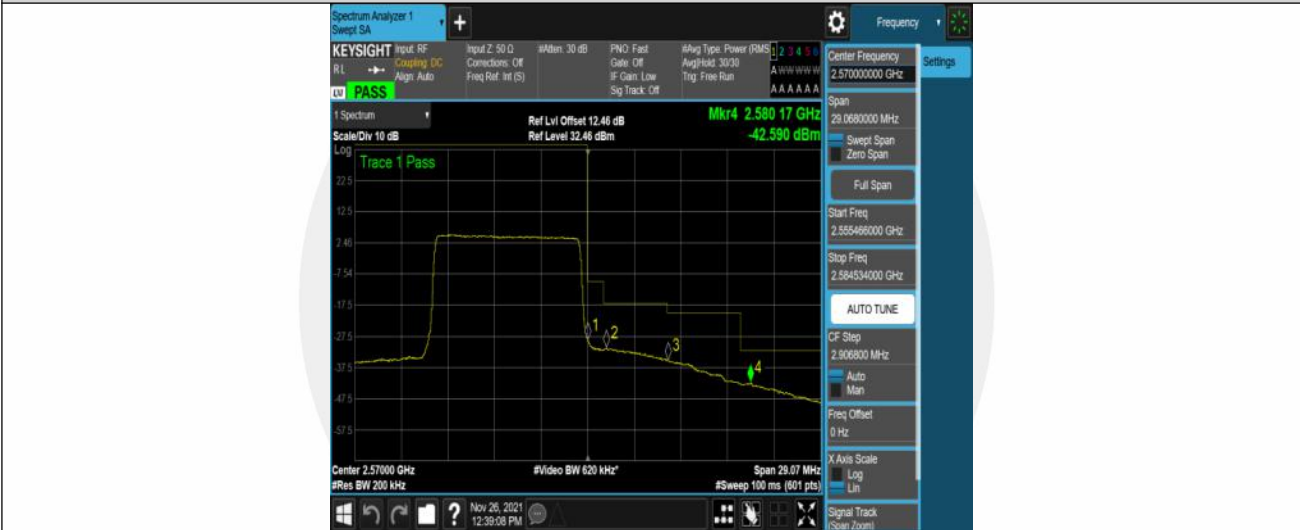 Spectrum Analyzer 1
Swept SA
Frequency
KEYSIGHT
Input: RF
Coupling: DC
Align: Auto
Input Z: 50 Ω
Corrections: Off
Freq Ref: Int (S)
#Atten: 30 dB
PNO: Fast
Gate: Off
IF Gain: Low
Sig Track: Off
#Avg Type: Power (RMS
Avg|Hold: 30/30
Trig: Free Run
1 2 3 4 5 6
A W W W W W
A A A A A A
R L
LV PASS
Center Frequency
2.570000000 GHz
Settings
Span
29.0680000 MHz
Swept Span
Zero Span
Full Span
Start Freq
2.555466000 GHz
Stop Freq
2.584534000 GHz
AUTO TUNE
CF Step
2.906800 MHz
Auto
Man
Freq Offset
0 Hz
X Axis Scale
Log
Lin
Signal Track
(Span Zoom)
1 Spectrum
Scale/Div 10 dB
Ref Lvl Offset 12.46 dB
Ref Level 32.46 dBm
Mkr4 2.580 17 GHz
-42.590 dBm
Log
Trace 1 Pass
22.5
12.5
2.46
-7.54
-17.5
-27.5
-37.5
-47.5
-57.5
1
2
3
4
Center 2.57000 GHz
#Video BW 620 kHz*
Span 29.07 MHz
#Res BW 200 kHz
#Sweep 100 ms (601 pts)
?
Nov 26, 2021
12:39:08 PM